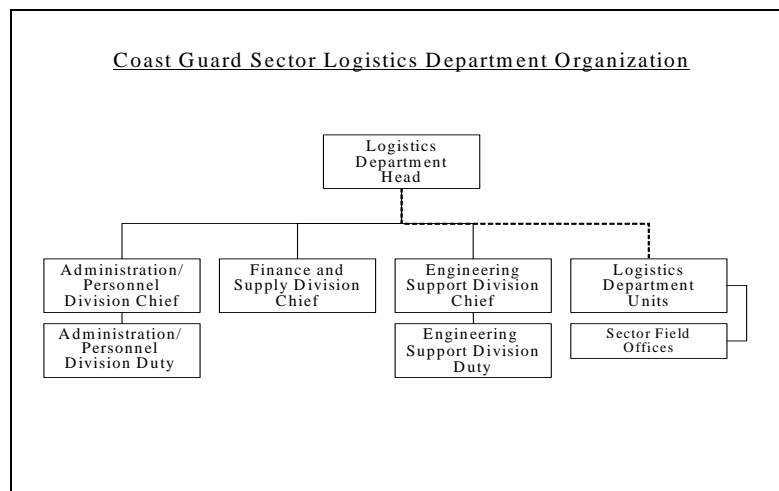 Coast Guard Sector Logistics Department Organization
Logistics
Department
Head
Administration/
Personnel
Division Chief
Finance and
Supply Division
Chief
Engineering
Support Division
Chief
Logistics
Department
Units
Administration/
Personnel
Division Duty
Engineering
Support Division
Duty
Sector Field
Offices